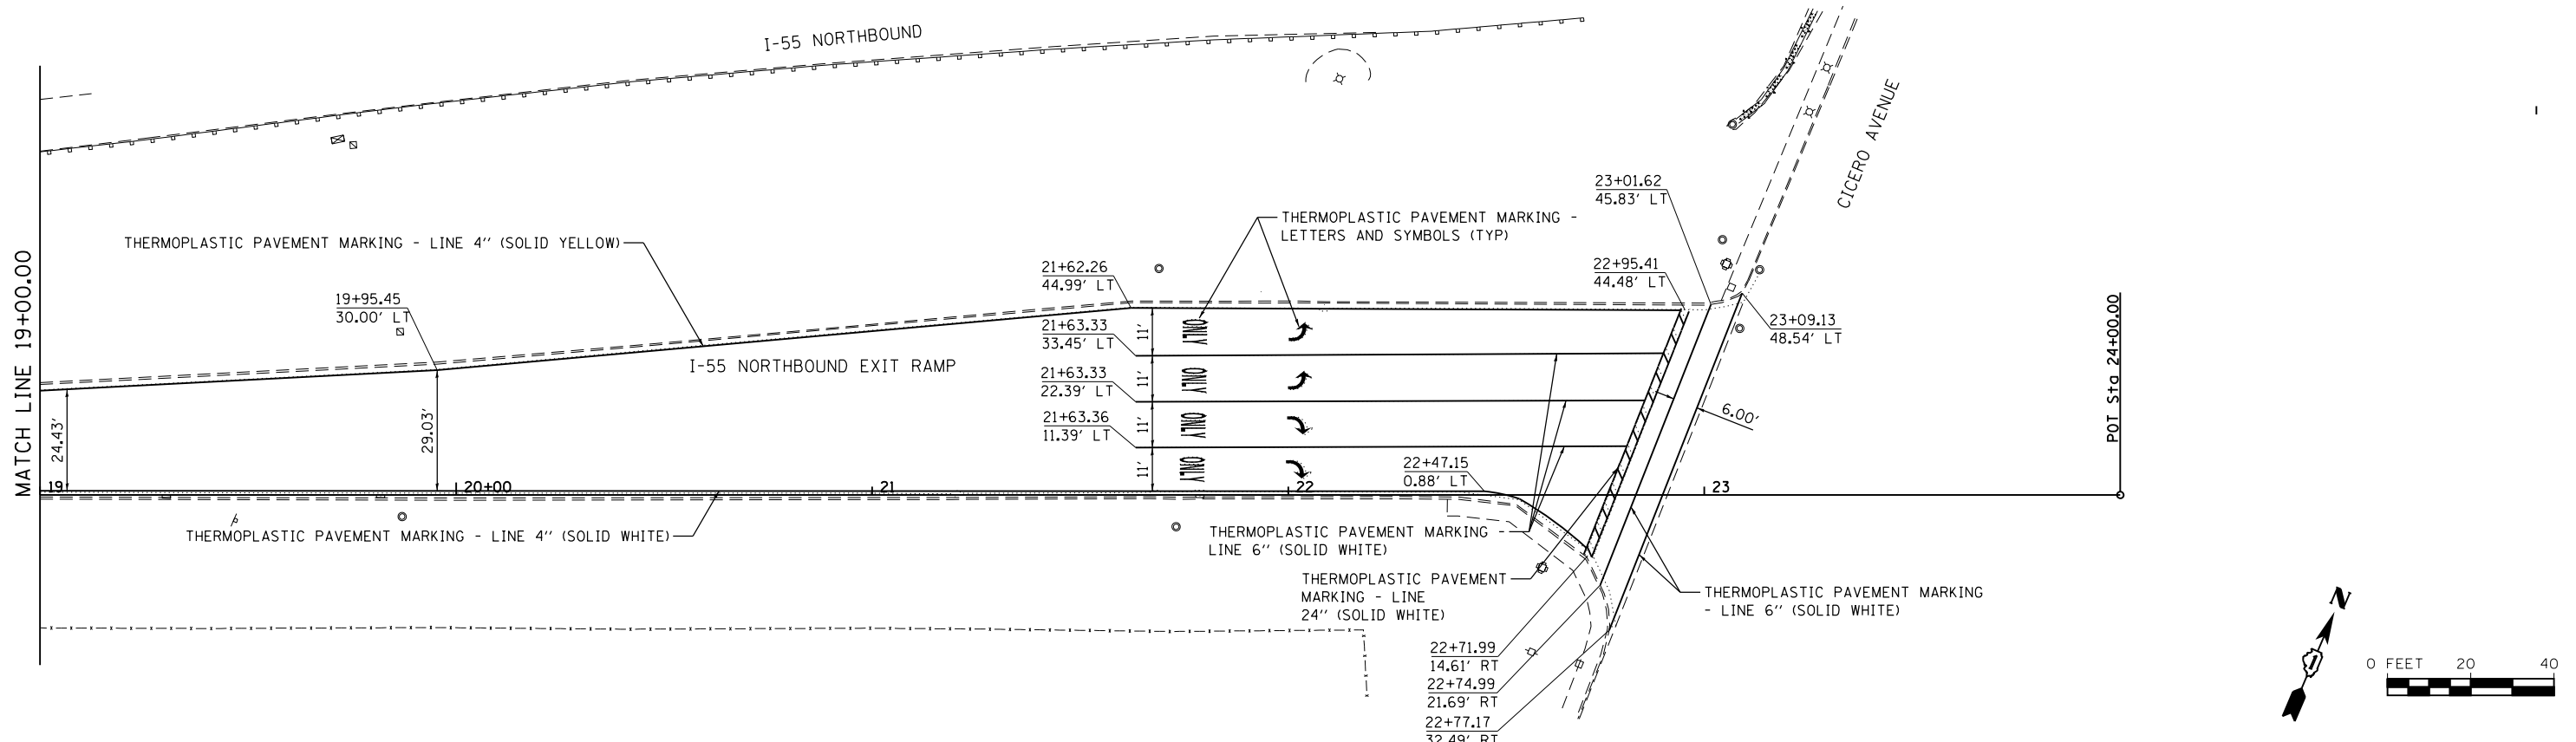 I-55 NORTHBOUND
CICERO AVENUE
23+01.62
45.83' LT
THERMOPLASTIC PAVEMENT MARKING -
LETTERS AND SYMBOLS (TYP)
THERMOPLASTIC PAVEMENT MARKING - LINE 4" (SOLID YELLOW)
MATCH LINE 19+00.00
21+62.26
44.99' LT
22+95.41
44.48' LT
19+95.45
30.00' LT
21+63.33
33.45' LT
11'
ONLY
23+09.13
48.54' LT
POT Sta 24+00.00
I-55 NORTHBOUND EXIT RAMP
21+63.33
22.39' LT
11'
ONLY
24.43'
29.03'
21+63.36
11.39' LT
11'
ONLY
6.00'
11'
ONLY
22+47.15
0.88' LT
19
20+00
21
22
23
THERMOPLASTIC PAVEMENT MARKING - LINE 4" (SOLID WHITE)
THERMOPLASTIC PAVEMENT MARKING -
LINE 6" (SOLID WHITE)
THERMOPLASTIC PAVEMENT
MARKING - LINE
24" (SOLID WHITE)
THERMOPLASTIC PAVEMENT MARKING
- LINE 6" (SOLID WHITE)
22+71.99
14.61' RT
22+74.99
21.69' RT
22+77.17
32.49' RT
N
0 FEET 20 40